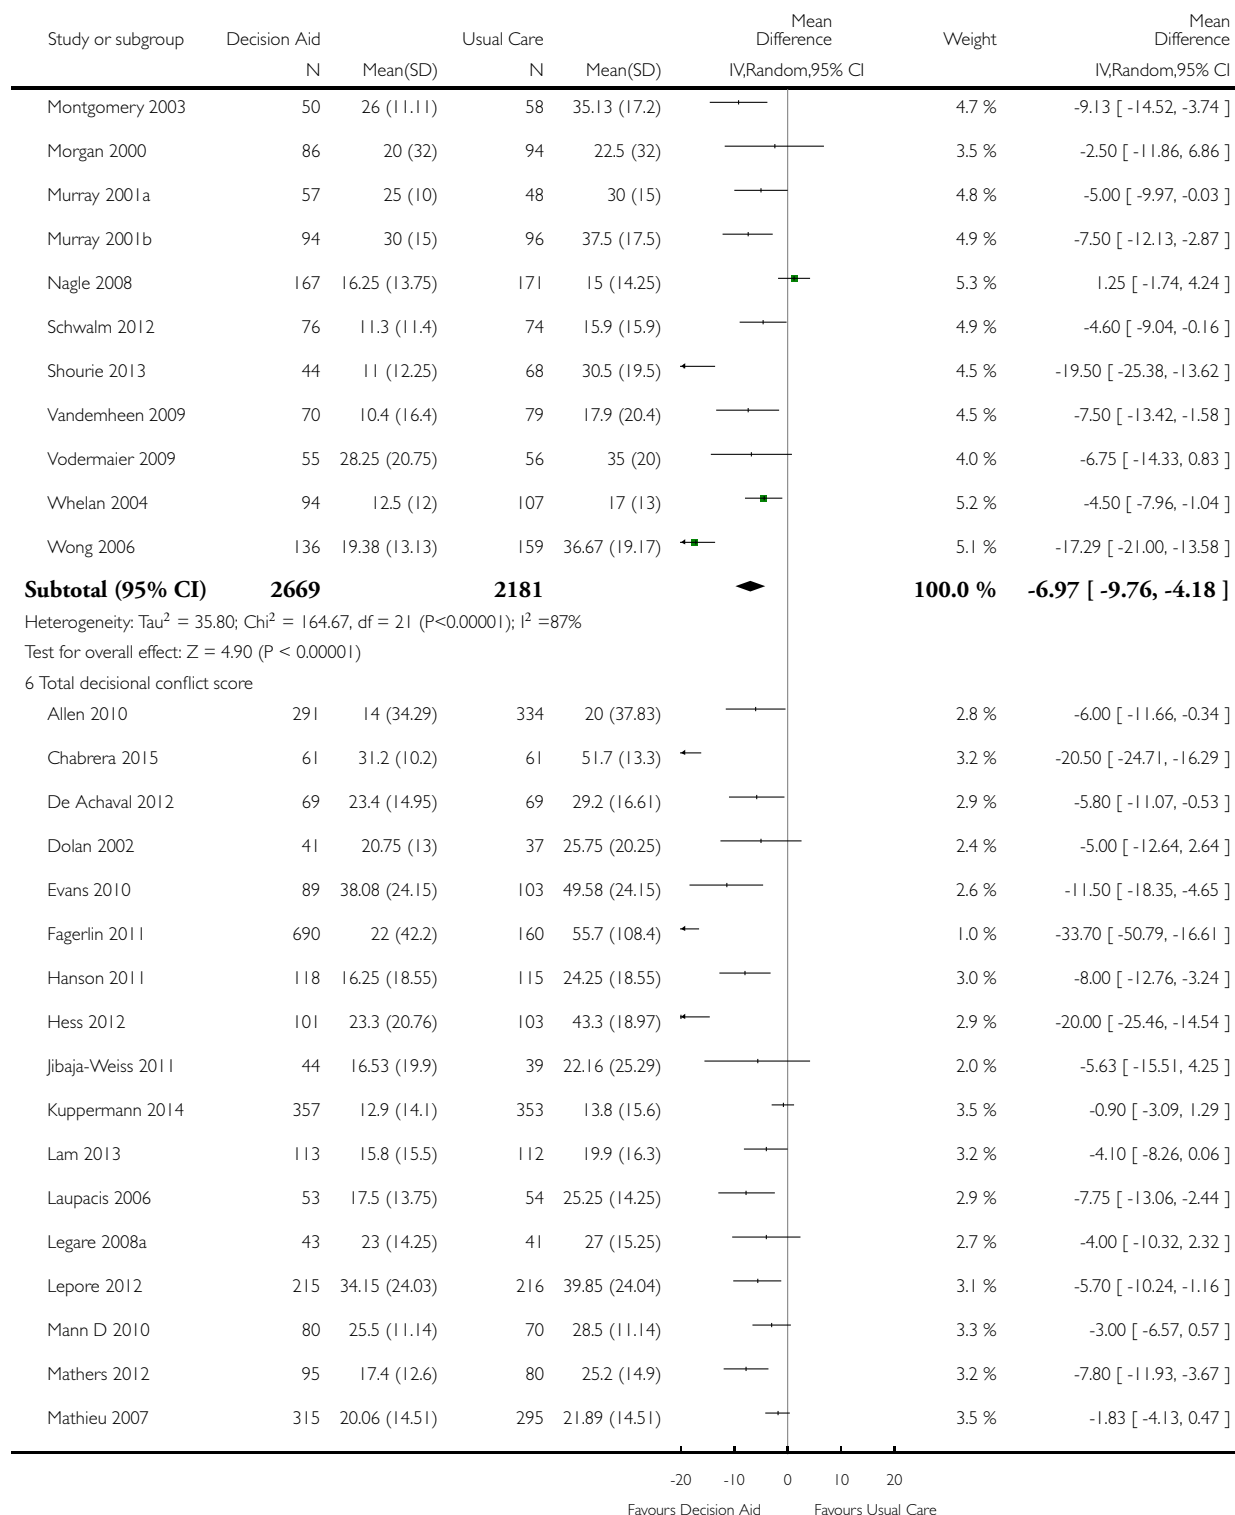 Study or subgroup Decision Aid Usual Care Mean Difference Weight Mean Difference
N Mean(SD) N Mean(SD) IV,Random,95% CI IV,Random,95% CI
Montgomery 2003 50 26 (11.11) 58 35.13 (17.2) 4.7 % -9.13 [ -14.52, -3.74 ]
Morgan 2000 86 20 (32) 94 22.5 (32) 3.5 % -2.50 [ -11.86, 6.86 ]
Murray 2001a 57 25 (10) 48 30 (15) 4.8 % -5.00 [ -9.97, -0.03 ]
Murray 2001b 94 30 (15) 96 37.5 (17.5) 4.9 % -7.50 [ -12.13, -2.87 ]
Nagle 2008 167 16.25 (13.75) 171 15 (14.25) 5.3 % 1.25 [ -1.74, 4.24 ]
Schwalm 2012 76 11.3 (11.4) 74 15.9 (15.9) 4.9 % -4.60 [ -9.04, -0.16 ]
Shourie 2013 44 11 (12.25) 68 30.5 (19.5) 4.5 % -19.50 [ -25.38, -13.62 ]
Vandemheen 2009 70 10.4 (16.4) 79 17.9 (20.4) 4.5 % -7.50 [ -13.42, -1.58 ]
Vodermaier 2009 55 28.25 (20.75) 56 35 (20) 4.0 % -6.75 [ -14.33, 0.83 ]
Whelan 2004 94 12.5 (12) 107 17 (13) 5.2 % -4.50 [ -7.96, -1.04 ]
Wong 2006 136 19.38 (13.13) 159 36.67 (19.17) 5.1 % -17.29 [ -21.00, -13.58 ]
Subtotal (95% CI) 2669 2181 100.0 % -6.97 [ -9.76, -4.18 ]
Heterogeneity: Tau² = 35.80; Chi² = 164.67, df = 21 (P<0.00001); I² =87%
Test for overall effect: Z = 4.90 (P < 0.00001)
6 Total decisional conflict score
Allen 2010 291 14 (34.29) 334 20 (37.83) 2.8 % -6.00 [ -11.66, -0.34 ]
Chabrera 2015 61 31.2 (10.2) 61 51.7 (13.3) 3.2 % -20.50 [ -24.71, -16.29 ]
De Achaval 2012 69 23.4 (14.95) 69 29.2 (16.61) 2.9 % -5.80 [ -11.07, -0.53 ]
Dolan 2002 41 20.75 (13) 37 25.75 (20.25) 2.4 % -5.00 [ -12.64, 2.64 ]
Evans 2010 89 38.08 (24.15) 103 49.58 (24.15) 2.6 % -11.50 [ -18.35, -4.65 ]
Fagerlin 2011 690 22 (42.2) 160 55.7 (108.4) 1.0 % -33.70 [ -50.79, -16.61 ]
Hanson 2011 118 16.25 (18.55) 115 24.25 (18.55) 3.0 % -8.00 [ -12.76, -3.24 ]
Hess 2012 101 23.3 (20.76) 103 43.3 (18.97) 2.9 % -20.00 [ -25.46, -14.54 ]
Jibaja-Weiss 2011 44 16.53 (19.9) 39 22.16 (25.29) 2.0 % -5.63 [ -15.51, 4.25 ]
Kuppermann 2014 357 12.9 (14.1) 353 13.8 (15.6) 3.5 % -0.90 [ -3.09, 1.29 ]
Lam 2013 113 15.8 (15.5) 112 19.9 (16.3) 3.2 % -4.10 [ -8.26, 0.06 ]
Laupacis 2006 53 17.5 (13.75) 54 25.25 (14.25) 2.9 % -7.75 [ -13.06, -2.44 ]
Legare 2008a 43 23 (14.25) 41 27 (15.25) 2.7 % -4.00 [ -10.32, 2.32 ]
Lepore 2012 215 34.15 (24.03) 216 39.85 (24.04) 3.1 % -5.70 [ -10.24, -1.16 ]
Mann D 2010 80 25.5 (11.14) 70 28.5 (11.14) 3.3 % -3.00 [ -6.57, 0.57 ]
Mathers 2012 95 17.4 (12.6) 80 25.2 (14.9) 3.2 % -7.80 [ -11.93, -3.67 ]
Mathieu 2007 315 20.06 (14.51) 295 21.89 (14.51) 3.5 % -1.83 [ -4.13, 0.47 ]
-20 -10 0 10 20
Favours Decision Aid Favours Usual Care